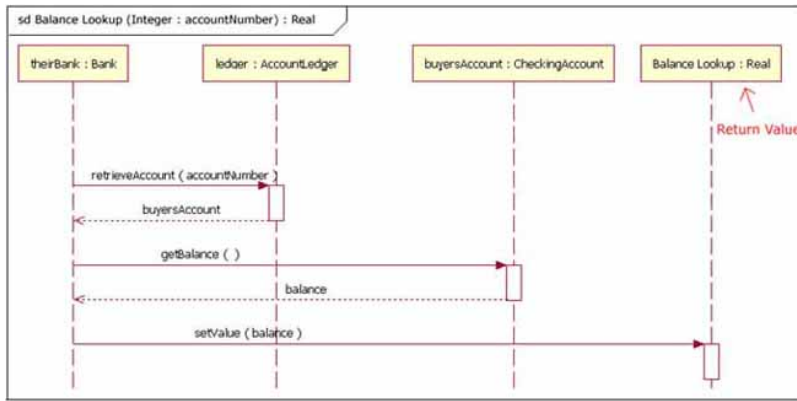 sd Balance Lookup (Integer : accountNumber) : Real
theirBank : Bank
ledger : AccountLedger
buyersAccount : CheckingAccount
Balance Lookup : Real
Return Value
retrieveAccount ( accountNumber )
buyersAccount
getBalance ( )
balance
setValue ( balance )